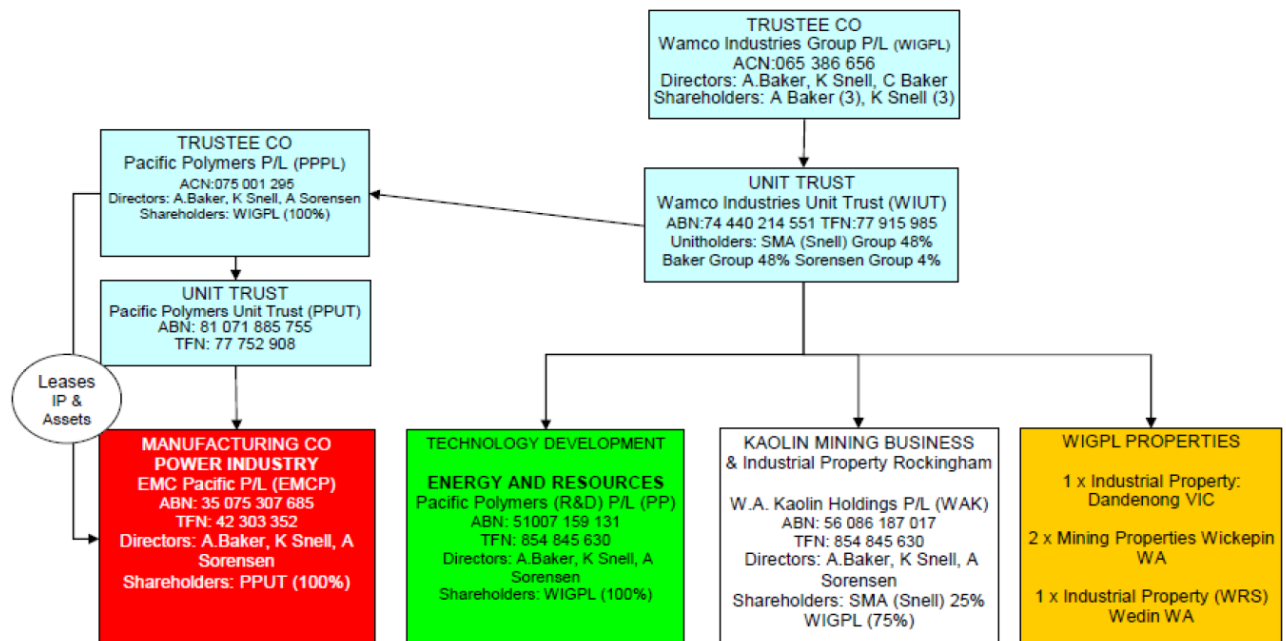 TRUSTEE CO
Wamco Industries Group P/L (WIGPL)
ACN:065 386 656
Directors: A.Baker, K Snell, C Baker
Shareholders: A Baker (3), K Snell (3)
TRUSTEE CO
Pacific Polymers P/L (PPPL)
ACN:075 001 295
Directors: A.Baker, K Snell, A Sorensen
Shareholders: WIGPL (100%)
UNIT TRUST
Wamco Industries Unit Trust (WIUT)
ABN:74 440 214 551 TFN:77 915 985
Unitholders: SMA (Snell) Group 48%
Baker Group 48% Sorensen Group 4%
UNIT TRUST
Pacific Polymers Unit Trust (PPUT)
ABN: 81 071 885 755
TFN: 77 752 908
Leases
IP &
Assets
MANUFACTURING CO
POWER INDUSTRY
EMC Pacific P/L (EMCP)
ABN: 35 075 307 685
TFN: 42 303 352
Directors: A.Baker, K Snell, A
Sorensen
Shareholders: PPUT (100%)
TECHNOLOGY DEVELOPMENT
ENERGY AND RESOURCES
Pacific Polymers (R&D) P/L (PP)
ABN: 51007 159 131
TFN: 854 845 630
Directors: A.Baker, K Snell, A
Sorensen
Shareholders: WIGPL (100%)
KAOLIN MINING BUSINESS
& Industrial Property Rockingham
W.A. Kaolin Holdings P/L (WAK)
ABN: 56 086 187 017
TFN: 854 845 630
Directors: A.Baker, K Snell, A
Sorensen
Shareholders: SMA (Snell) 25%
WIGPL (75%)
WIGPL PROPERTIES
1 x Industrial Property:
Dandenong VIC
2 x Mining Properties Wickepin
WA
1 x Industrial Property (WRS)
Wedin WA